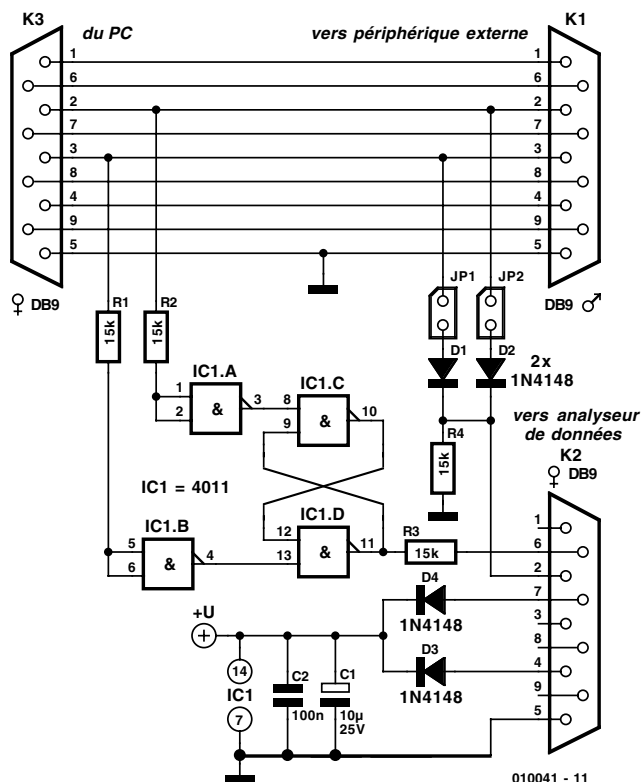 K3
du PC
vers périphérique externe
K1
1
1
6
6
2
2
7
7
3
3
8
8
4
4
9
9
5
5
♀ DB9
DB9 ♂
JP1
JP2
R1
15k
R2
15k
D1
D2
2x
1N4148
IC1.A
1
2
3
&
IC1.C
8
9
10
&
vers analyseur
de données
K2
♀ DB9
R4
15k
IC1 = 4011
IC1.B
5
6
4
&
IC1.D
12
13
11
&
R3
15k
1
6
2
7
3
8
4
9
5
D4
1N4148
D3
1N4148
+U
14
IC1
7
C2
100n
C1
10µ
25V
010041 - 11